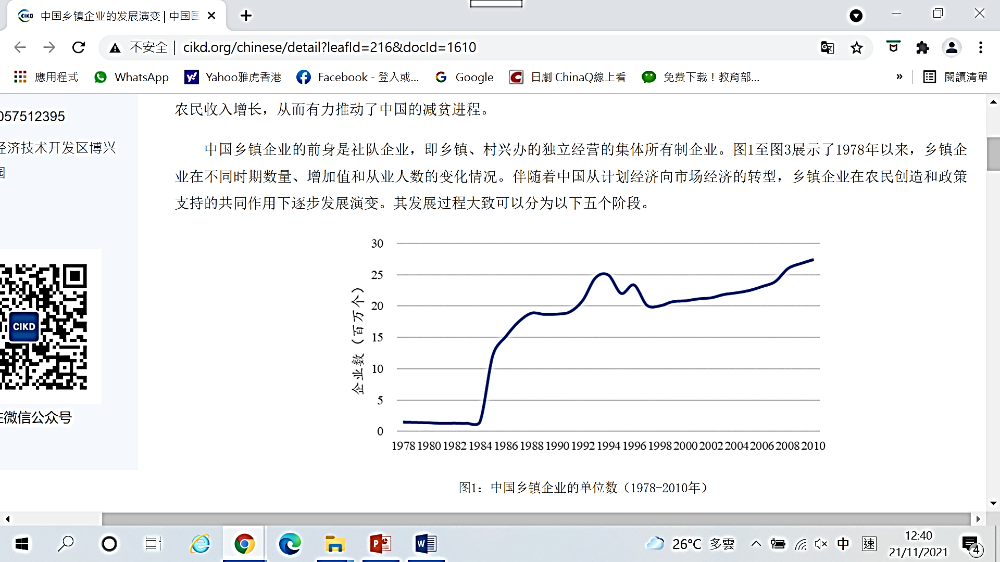 中国乡镇企业的发展演变 | 中国国
不安全 | cikd.org/chinese/detail?leafId=216&docId=1610
應用程式 WhatsApp Yahoo雅虎香港 Facebook - 登入或... Google 日劇 ChinaQ線上看 免费下载！教育部... » 閱讀清單
农民收入增长，从而有力推动了中国的减贫进程。
057512395
经济技术开发区博兴
园
中国乡镇企业的前身是社队企业，即乡镇、村兴办的独立经营的集体所有制企业。图1至图3展示了1978年以来，乡镇企
业在不同时期数量、增加值和从业人数的变化情况。伴随着中国从计划经济向市场经济的转型，乡镇企业在农民创造和政策
支持的共同作用下逐步发展演变。其发展过程大致可以分为以下五个阶段。
CIKD
注微信公众号
企业数（百万个）
30
25
20
15
10
5
0
1978 1980 1982 1984 1986 1988 1990 1992 1994 1996 1998 2000 2002 2004 2006 2008 2010
图1：中国乡镇企业的单位数（1978-2010年）
26°C 多雲 中 速 12:40
21/11/2021
4